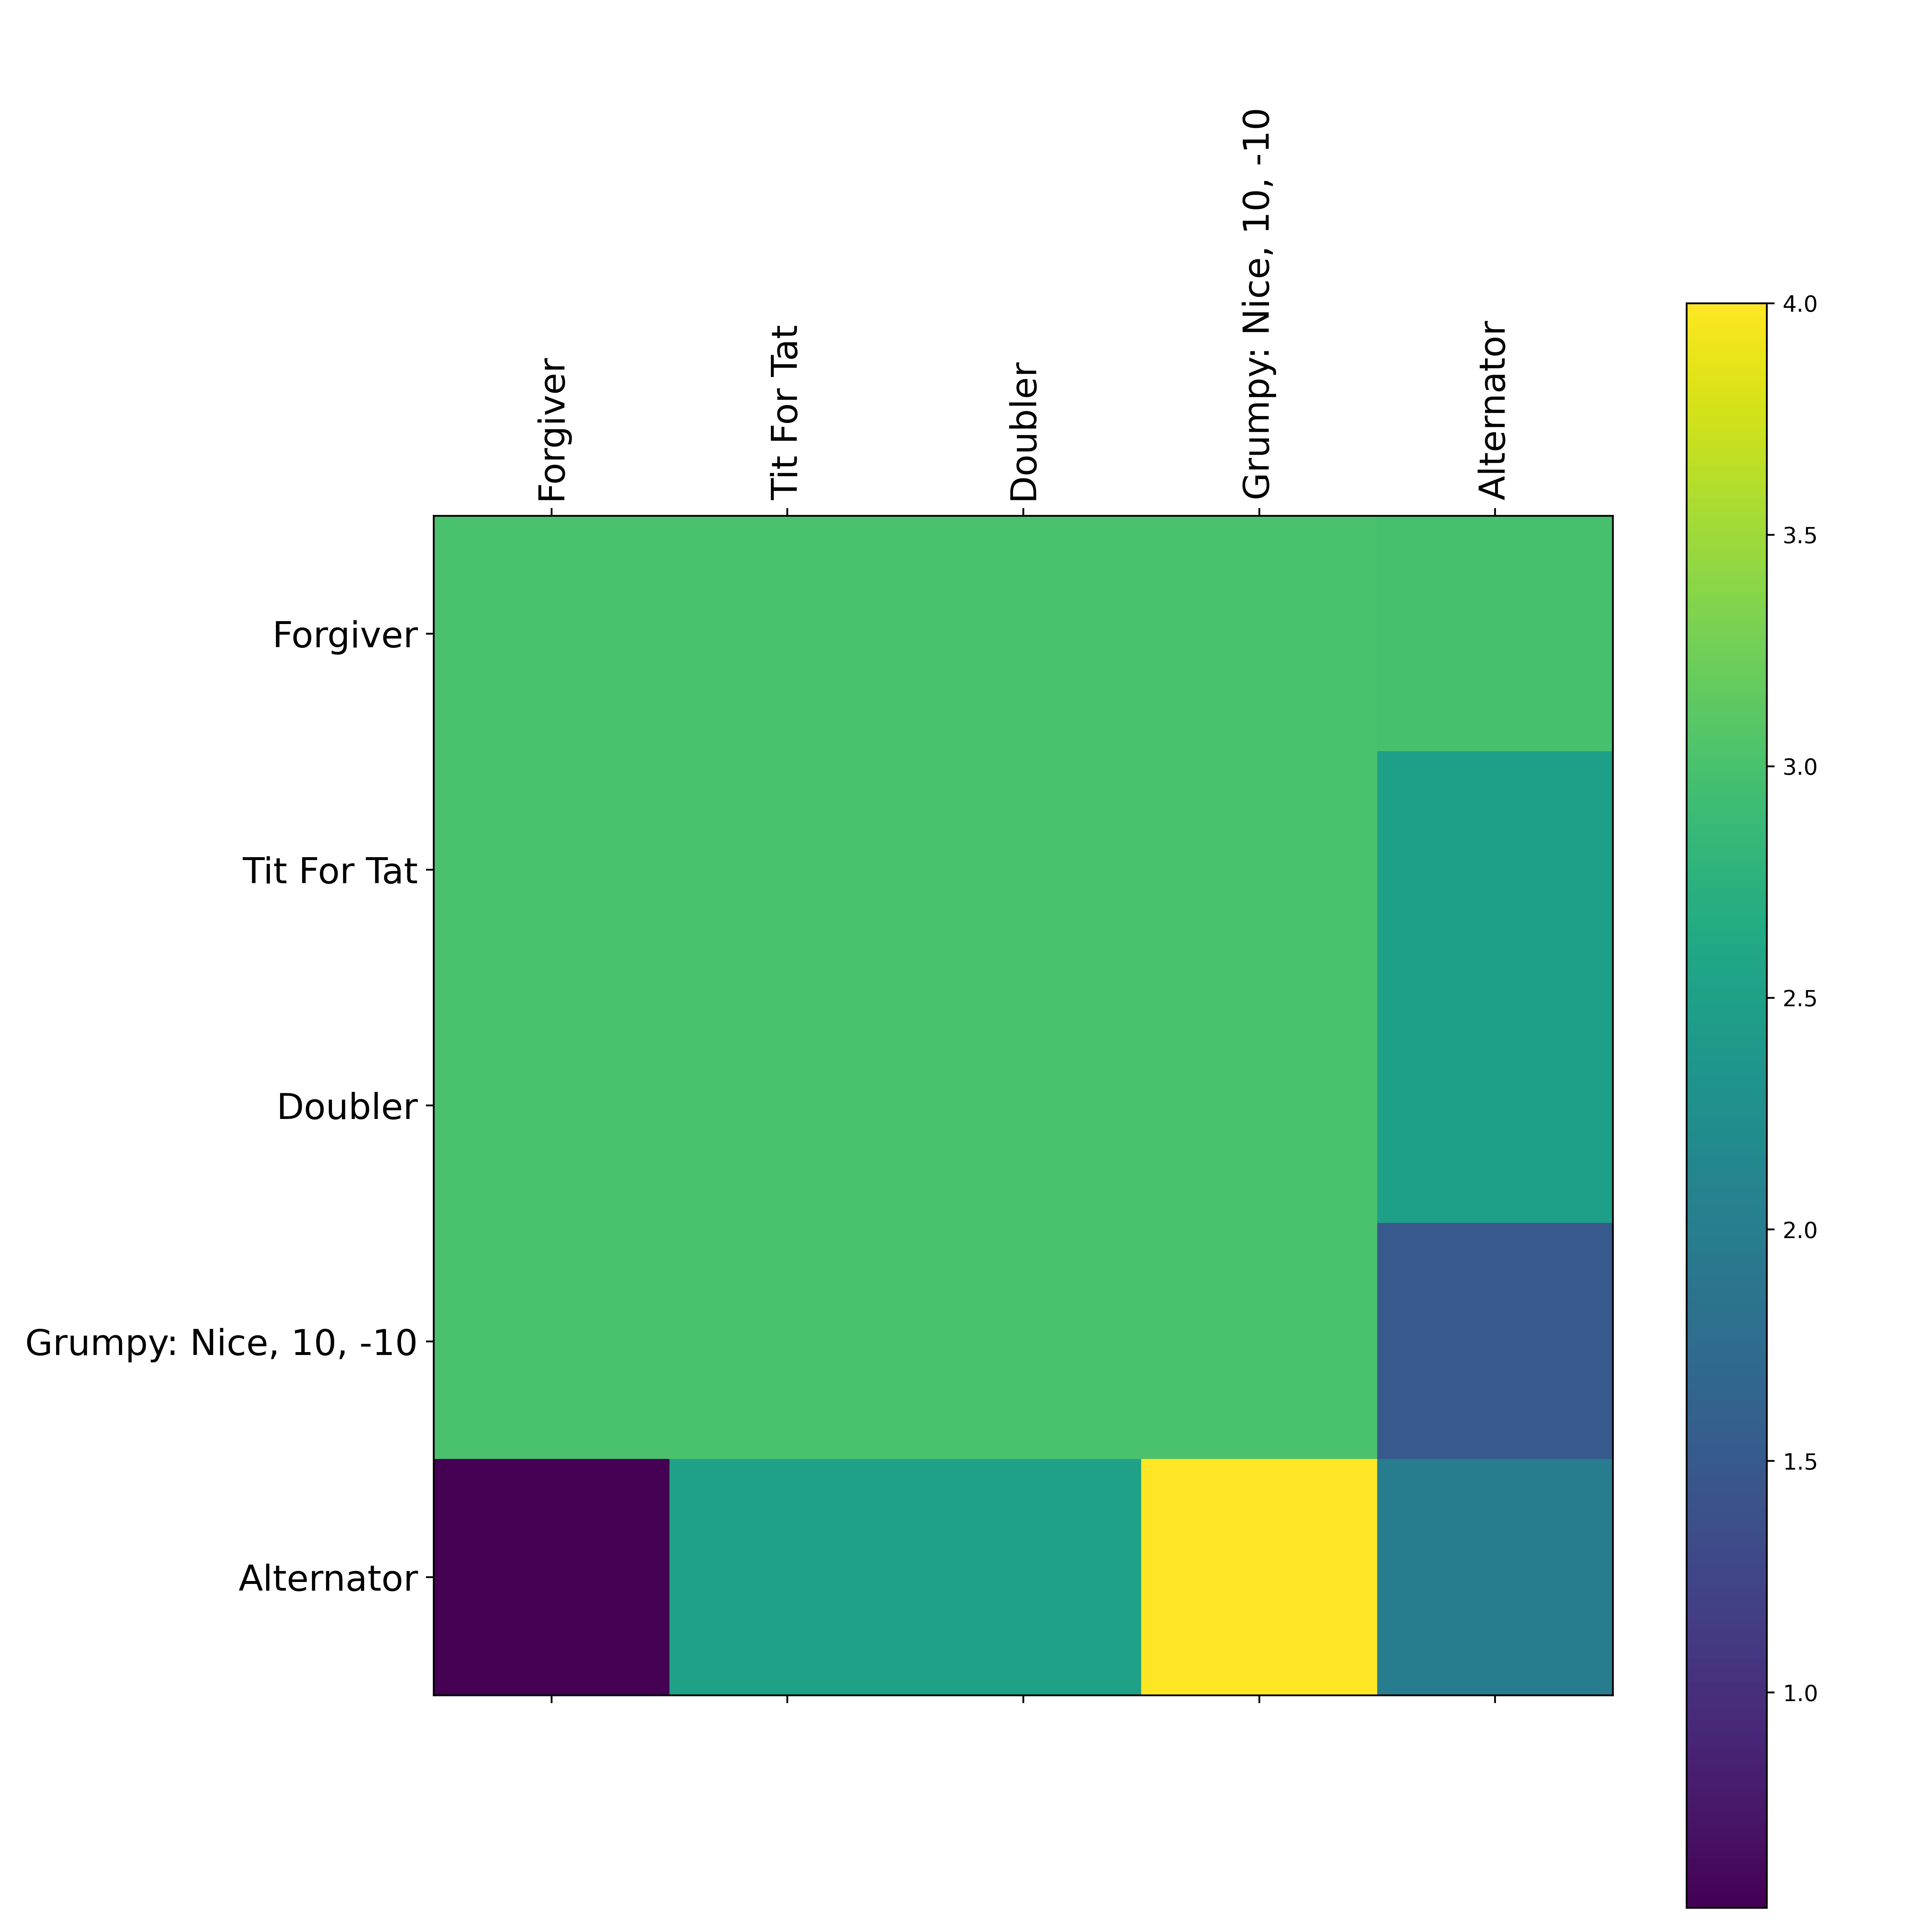 Forgiver
Tit For Tat
Doubler
Grumpy: Nice, 10, -10
Alternator
Forgiver
Tit For Tat
Doubler
Grumpy: Nice, 10, -10
Alternator
4.0
3.5
3.0
2.5
2.0
1.5
1.0